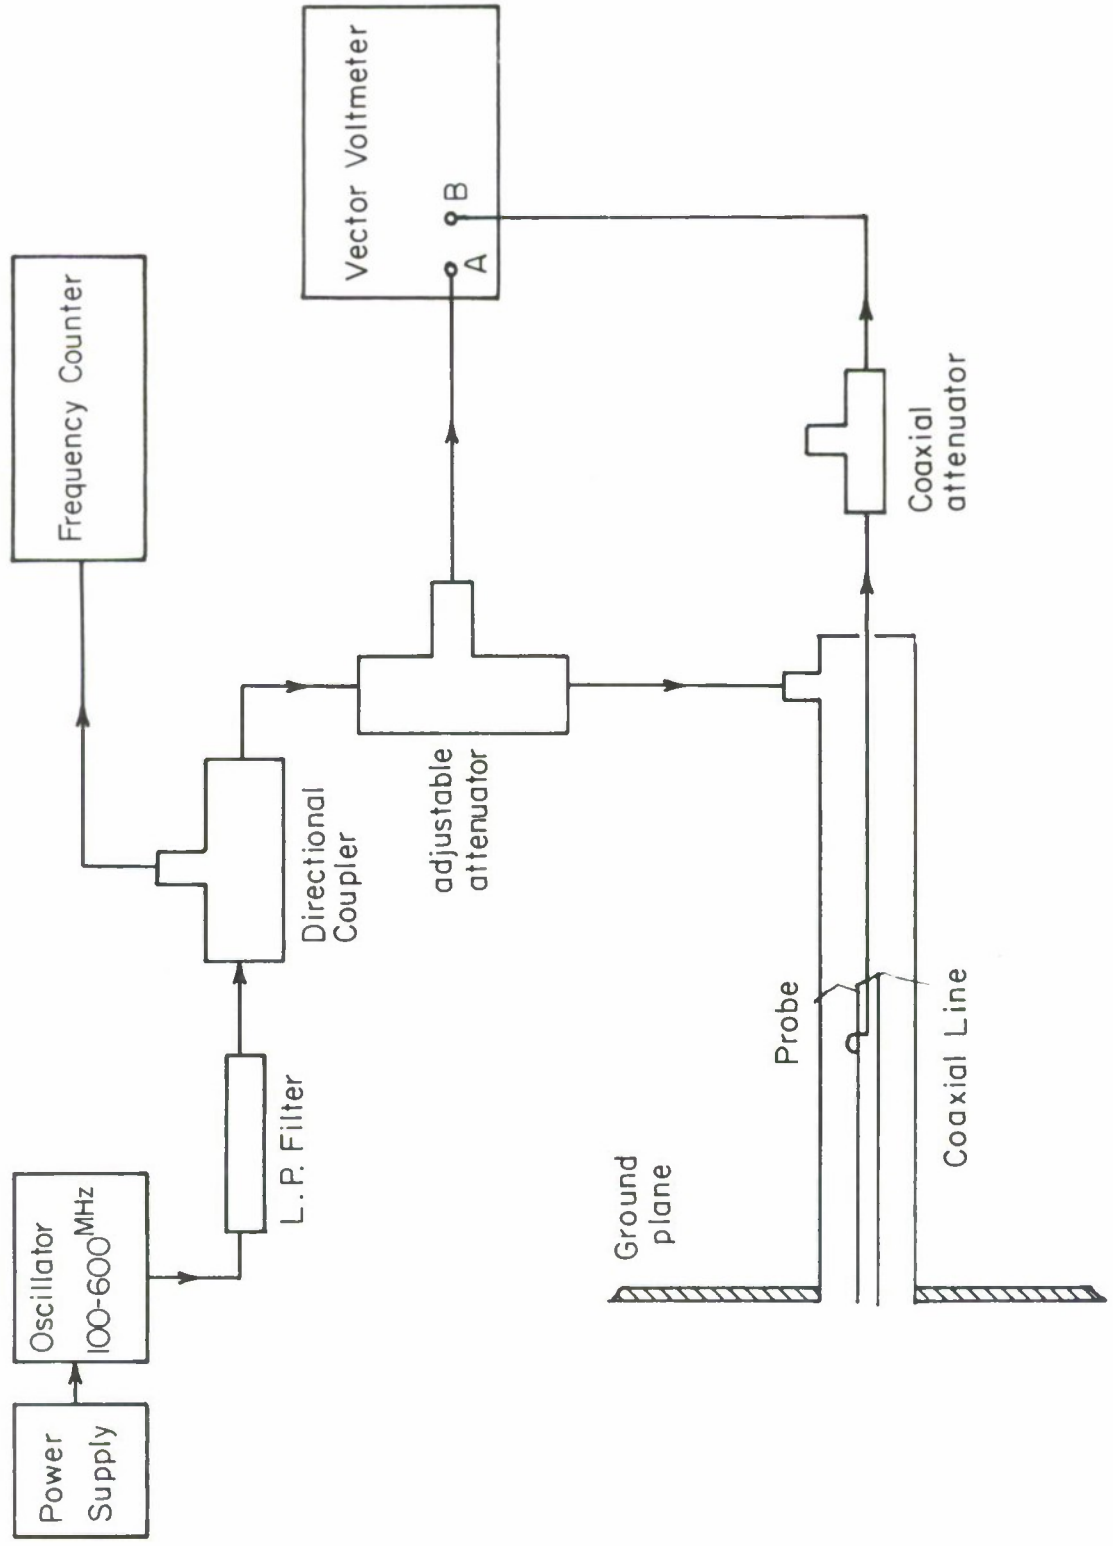 Power
Supply
Oscillator
100-600MHz
L.P. Filter
Directional
Coupler
Frequency Counter
adjustable
attenuator
Vector Voltmeter
A
B
Ground
plane
Probe
Coaxial Line
Coaxial
attenuator